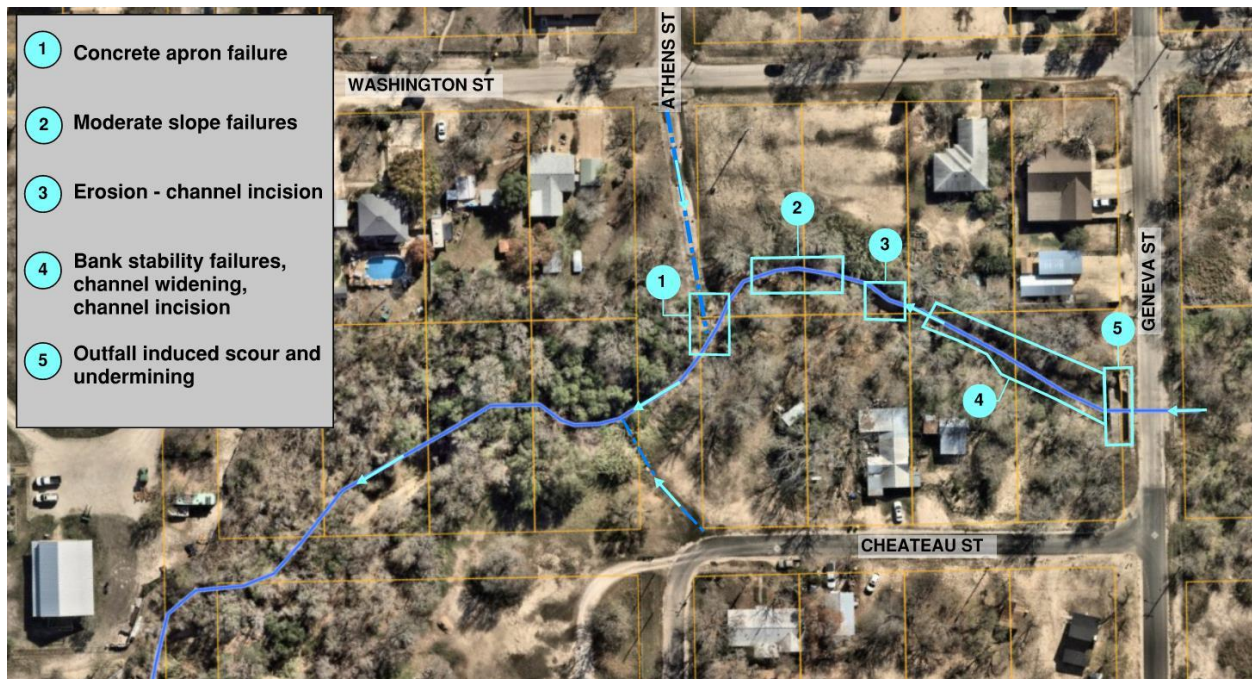 1
Concrete apron failure
2
Moderate slope failures
3
Erosion - channel incision
4
Bank stability failures,
channel widening,
channel incision
5
Outfall induced scour and
undermining
WASHINGTON ST
ATHENS ST
GENEVA ST
CHEATEAU ST
1
2
3
4
5